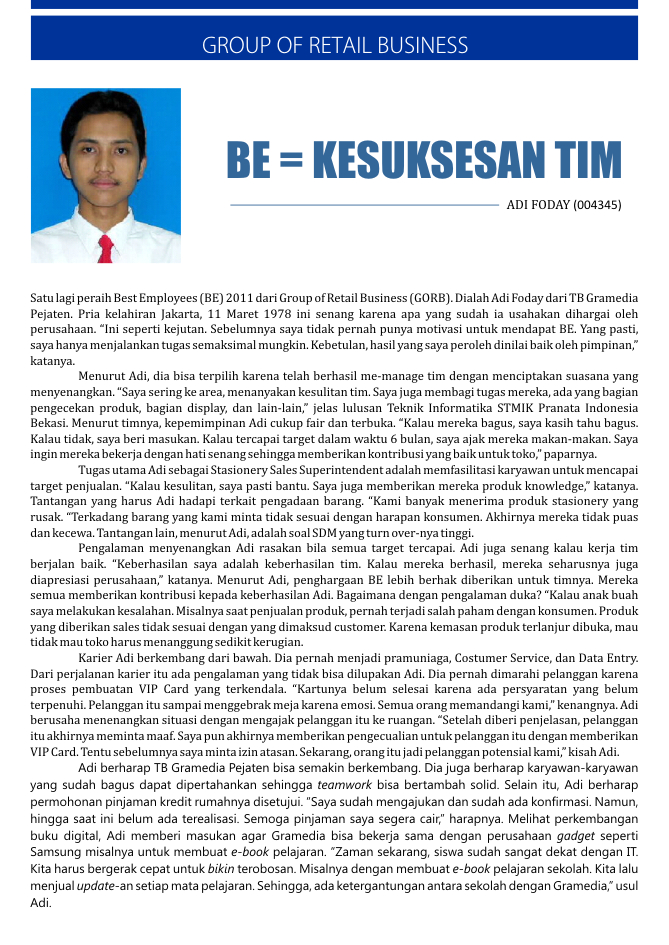 GROUP OF RETAIL BUSINESS
BE = KESUKSESAN TIM
ADI FODAY (004345)
Satu lagi peraih Best Employees (BE) 2011 dari Group of Retail Business (GORB). Dialah Adi Foday dari TB Gramedia
Pejaten. Pria kelahiran Jakarta, 11 Maret 1978 ini senang karena apa yang sudah ia usahakan dihargai oleh
perusahaan. “Ini seperti kejutan. Sebelumnya saya tidak pernah punya motivasi untuk mendapat BE. Yang pasti,
saya hanya menjalankan tugas semaksimal mungkin. Kebetulan, hasil yang saya peroleh dinilai baik oleh pimpinan,”
katanya.
Menurut Adi, dia bisa terpilih karena telah berhasil me-manage tim dengan menciptakan suasana yang
menyenangkan. “Saya sering ke area, menanyakan kesulitan tim. Saya juga membagi tugas mereka, ada yang bagian
pengecekan produk, bagian display, dan lain-lain,” jelas lulusan Teknik Informatika STMIK Pranata Indonesia
Bekasi. Menurut timnya, kepemimpinan Adi cukup fair dan terbuka. “Kalau mereka bagus, saya kasih tahu bagus.
Kalau tidak, saya beri masukan. Kalau tercapai target dalam waktu 6 bulan, saya ajak mereka makan-makan. Saya
ingin mereka bekerja dengan hati senang sehingga memberikan kontribusi yang baik untuk toko,” paparnya.
Tugas utama Adi sebagai Stasionery Sales Superintendent adalah memfasilitasi karyawan untuk mencapai
target penjualan. “Kalau kesulitan, saya pasti bantu. Saya juga memberikan mereka produk knowledge,” katanya.
Tantangan yang harus Adi hadapi terkait pengadaan barang. “Kami banyak menerima produk stasionery yang
rusak. “Terkadang barang yang kami minta tidak sesuai dengan harapan konsumen. Akhirnya mereka tidak puas
dan kecewa. Tantangan lain, menurut Adi, adalah soal SDM yang turn over-nya tinggi.
Pengalaman menyenangkan Adi rasakan bila semua target tercapai. Adi juga senang kalau kerja tim
berjalan baik. “Keberhasilan saya adalah keberhasilan tim. Kalau mereka berhasil, mereka seharusnya juga
diapresiasi perusahaan,” katanya. Menurut Adi, penghargaan BE lebih berhak diberikan untuk timnya. Mereka
semua memberikan kontribusi kepada keberhasilan Adi. Bagaimana dengan pengalaman duka? “Kalau anak buah
saya melakukan kesalahan. Misalnya saat penjualan produk, pernah terjadi salah paham dengan konsumen. Produk
yang diberikan sales tidak sesuai dengan yang dimaksud customer. Karena kemasan produk terlanjur dibuka, mau
tidak mau toko harus menanggung sedikit kerugian.
Karier Adi berkembang dari bawah. Dia pernah menjadi pramuniaga, Costumer Service, dan Data Entry.
Dari perjalanan karier itu ada pengalaman yang tidak bisa dilupakan Adi. Dia pernah dimarahi pelanggan karena
proses pembuatan VIP Card yang terkendala. “Kartunya belum selesai karena ada persyaratan yang belum
terpenuhi. Pelanggan itu sampai menggebrak meja karena emosi. Semua orang memandangi kami,” kenangnya. Adi
berusaha menenangkan situasi dengan mengajak pelanggan itu ke ruangan. “Setelah diberi penjelasan, pelanggan
itu akhirnya meminta maaf. Saya pun akhirnya memberikan pengecualian untuk pelanggan itu dengan memberikan
VIP Card. Tentu sebelumnya saya minta izin atasan. Sekarang, orang itu jadi pelanggan potensial kami,” kisah Adi.
Adi berharap TB Gramedia Pejaten bisa semakin berkembang. Dia juga berharap karyawan-karyawan
yang sudah bagus dapat dipertahankan sehingga teamwork bisa bertambah solid. Selain itu, Adi berharap
permohonan pinjaman kredit rumahnya disetujui. “Saya sudah mengajukan dan sudah ada konfirmasi. Namun,
hingga saat ini belum ada terealisasi. Semoga pinjaman saya segera cair,” harapnya. Melihat perkembangan
buku digital, Adi memberi masukan agar Gramedia bisa bekerja sama dengan perusahaan gadget seperti
Samsung misalnya untuk membuat e-book pelajaran. “Zaman sekarang, siswa sudah sangat dekat dengan IT.
Kita harus bergerak cepat untuk bikin terobosan. Misalnya dengan membuat e-book pelajaran sekolah. Kita lalu
menjual update-an setiap mata pelajaran. Sehingga, ada ketergantungan antara sekolah dengan Gramedia,” usul
Adi.